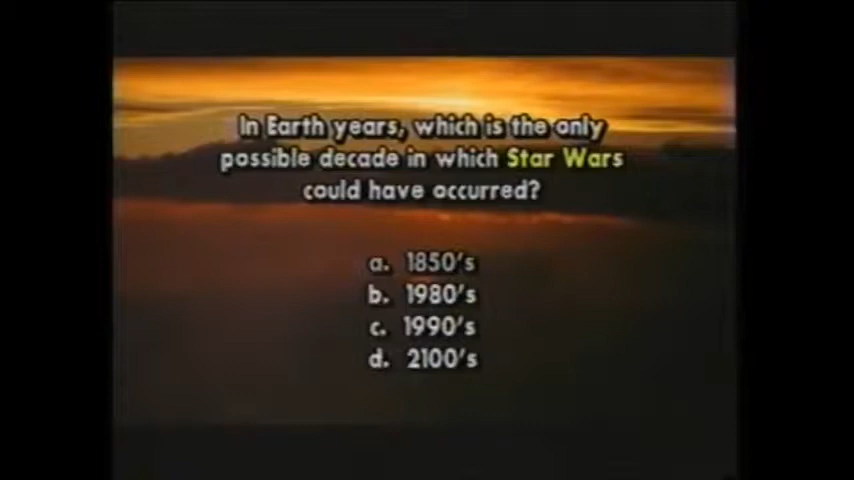 In Earth years, which is the only
possible decade in which Star Wars
could have occurred?
a. 1850's
b. 1980's
c. 1990's
d. 2100's